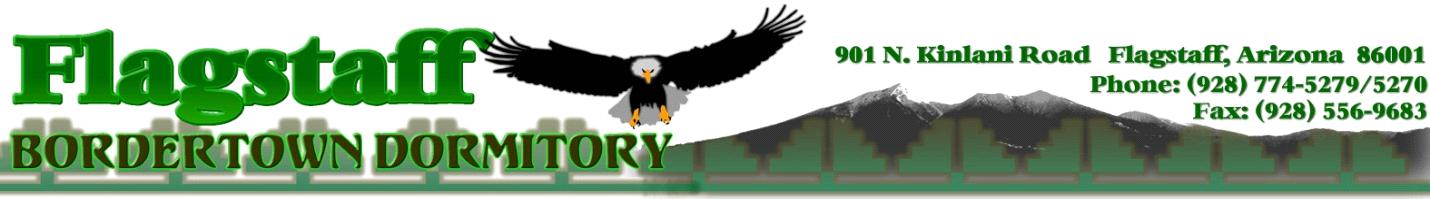 Flagstaff
BORDERTOWN DORMITORY
901 N. Kinlani Road Flagstaff, Arizona 86001
Phone: (928) 774-5279/5270
Fax: (928) 556-9683